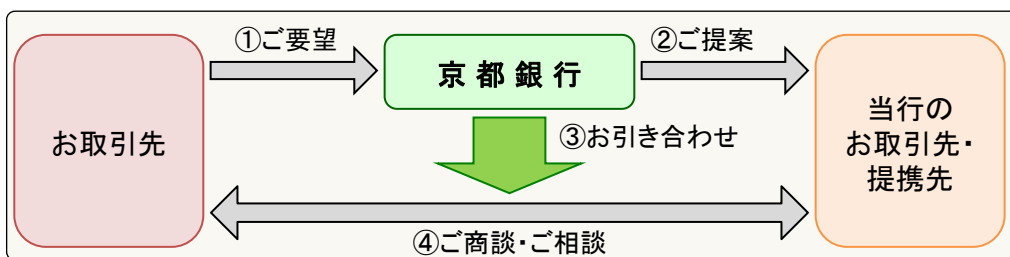 ①ご要望
②ご提案
京都銀行
お取引先
当行の
お取引先・
提携先
③お引き合わせ
④ご商談・ご相談